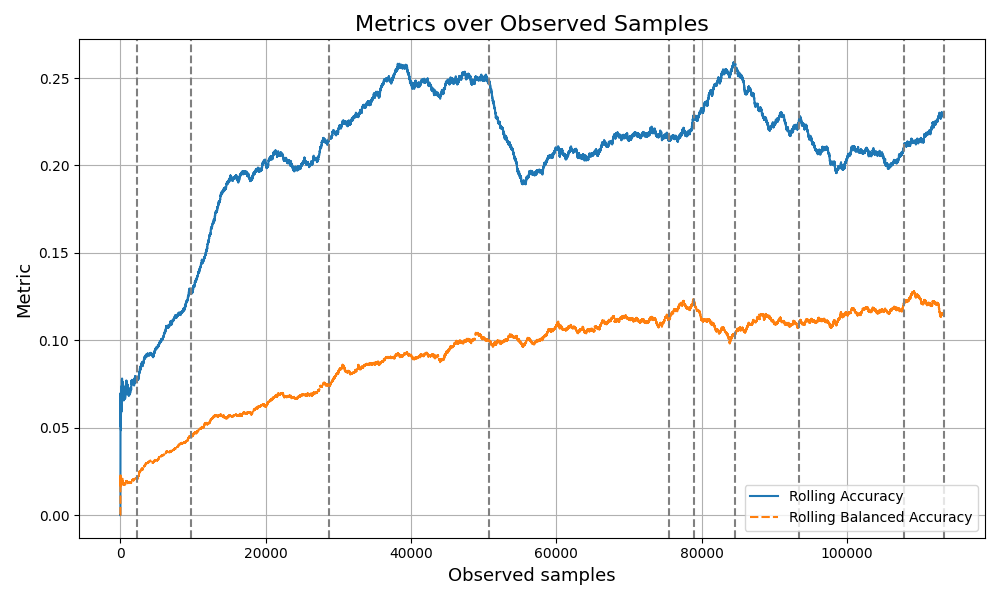 Metrics over Observed Samples
Metric
0.25
0.20
0.15
0.10
0.05
0.00
0
20000
40000
60000
80000
100000
Observed samples
Rolling Accuracy
Rolling Balanced Accuracy